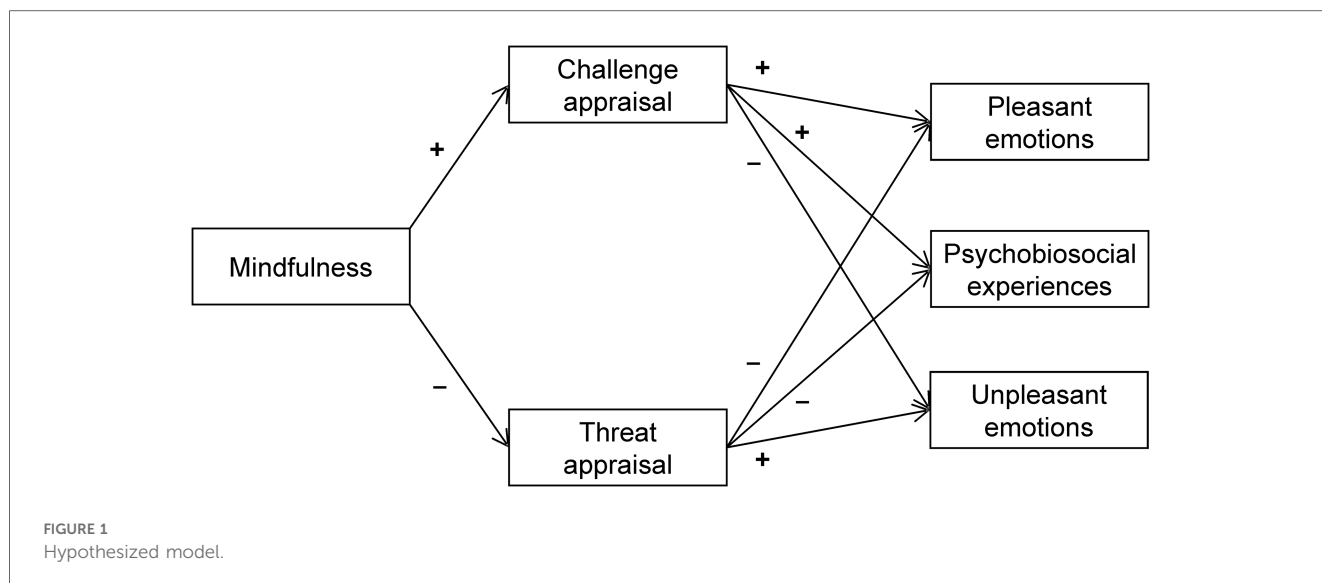 Challenge
appraisal
+
+
+
–
Pleasant
emotions
Mindfulness
Psychobiosocial
experiences
–
–
–
+
Threat
appraisal
Unpleasant
emotions
FIGURE 1
Hypothesized model.